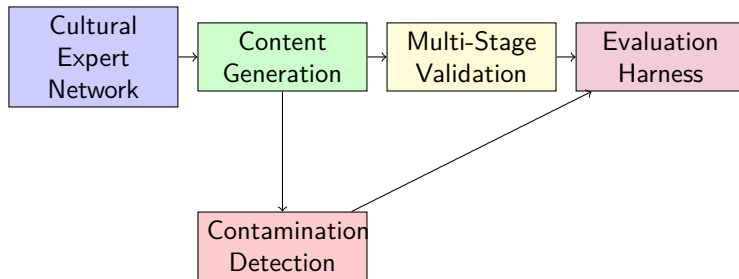 Cultural
Expert
Network
Content
Generation
Multi-Stage
Validation
Evaluation
Harness
Contamination
Detection